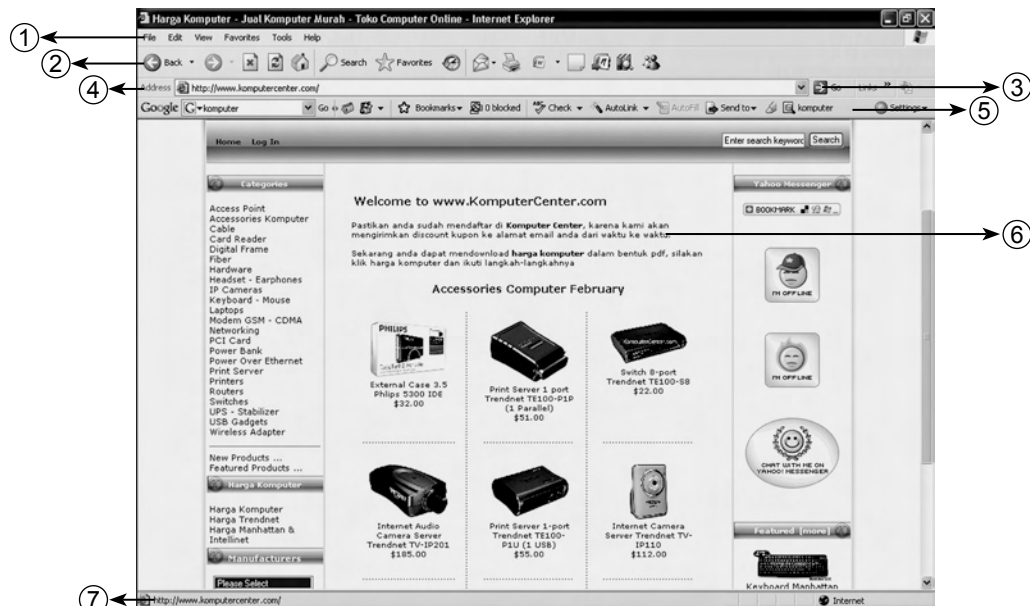 Harga Komputer - Jual Komputer Murah - Toko Computer Online - Internet Explorer
1
File Edit View Favorites Tools Help
2
Back Search Favorites
4
Address http://www.komputercenter.com/ Go Links »
3
Google G komputer Go Bookmarks 0 blocked Check AutoLink AutoFill Send to komputer Settings
5
Home Log In
Enter search keyword Search
Categories
Access Point
Accessories Komputer
Cable
Card Reader
Digital Frame
Fiber
Hardware
Headset - Earphones
IP Cameras
Keyboard - Mouse
Laptops
Modem GSM - CDMA
Networking
PCI Card
Power Bank
Power Over Ethernet
Print Server
Printers
Routers
Switches
UPS - Stabilizer
USB Gadgets
Wireless Adapter
New Products ...
Featured Products ...
Harga Komputer
Harga Komputer
Harga Trendnet
Harga Manhattan &
Intellinet
Manufacturers
Please Select
Welcome to www.KomputerCenter.com
Pastikan anda sudah mendaftar di Komputer Center, karena kami akan
mengirimkan discount kupon ke alamat email anda dari waktu ke waktu.
6
Sekarang anda dapat mendownload harga komputer dalam bentuk pdf, silakan
klik harga komputer dan ikuti langkah-langkahnya
Accessories Computer February
PHILIPS
External Case 3.5
Philps 5300 IDE
$32.00
Print Server 1 port
Trendnet TE100-P1P
(1 Parallel)
$51.00
KomputerCenter.com
Switch 8-port
Trendnet TE100-S8
$22.00
Internet Audio
Camera Server
Trendnet TV-IP201
$185.00
Print Server 1-port
Trendnet TE100-
P1U (1 USB)
$55.00
Internet Camera
Server Trendnet TV-
IP110
$112.00
Yahoo Messenger
BOOKMARK
I'M OFFLINE
I'M OFFLINE
CHAT WITH ME ON
YAHOO! MESSENGER
Featured [more]
Keyboard Manhattan
7
http://www.komputercenter.com/
Internet